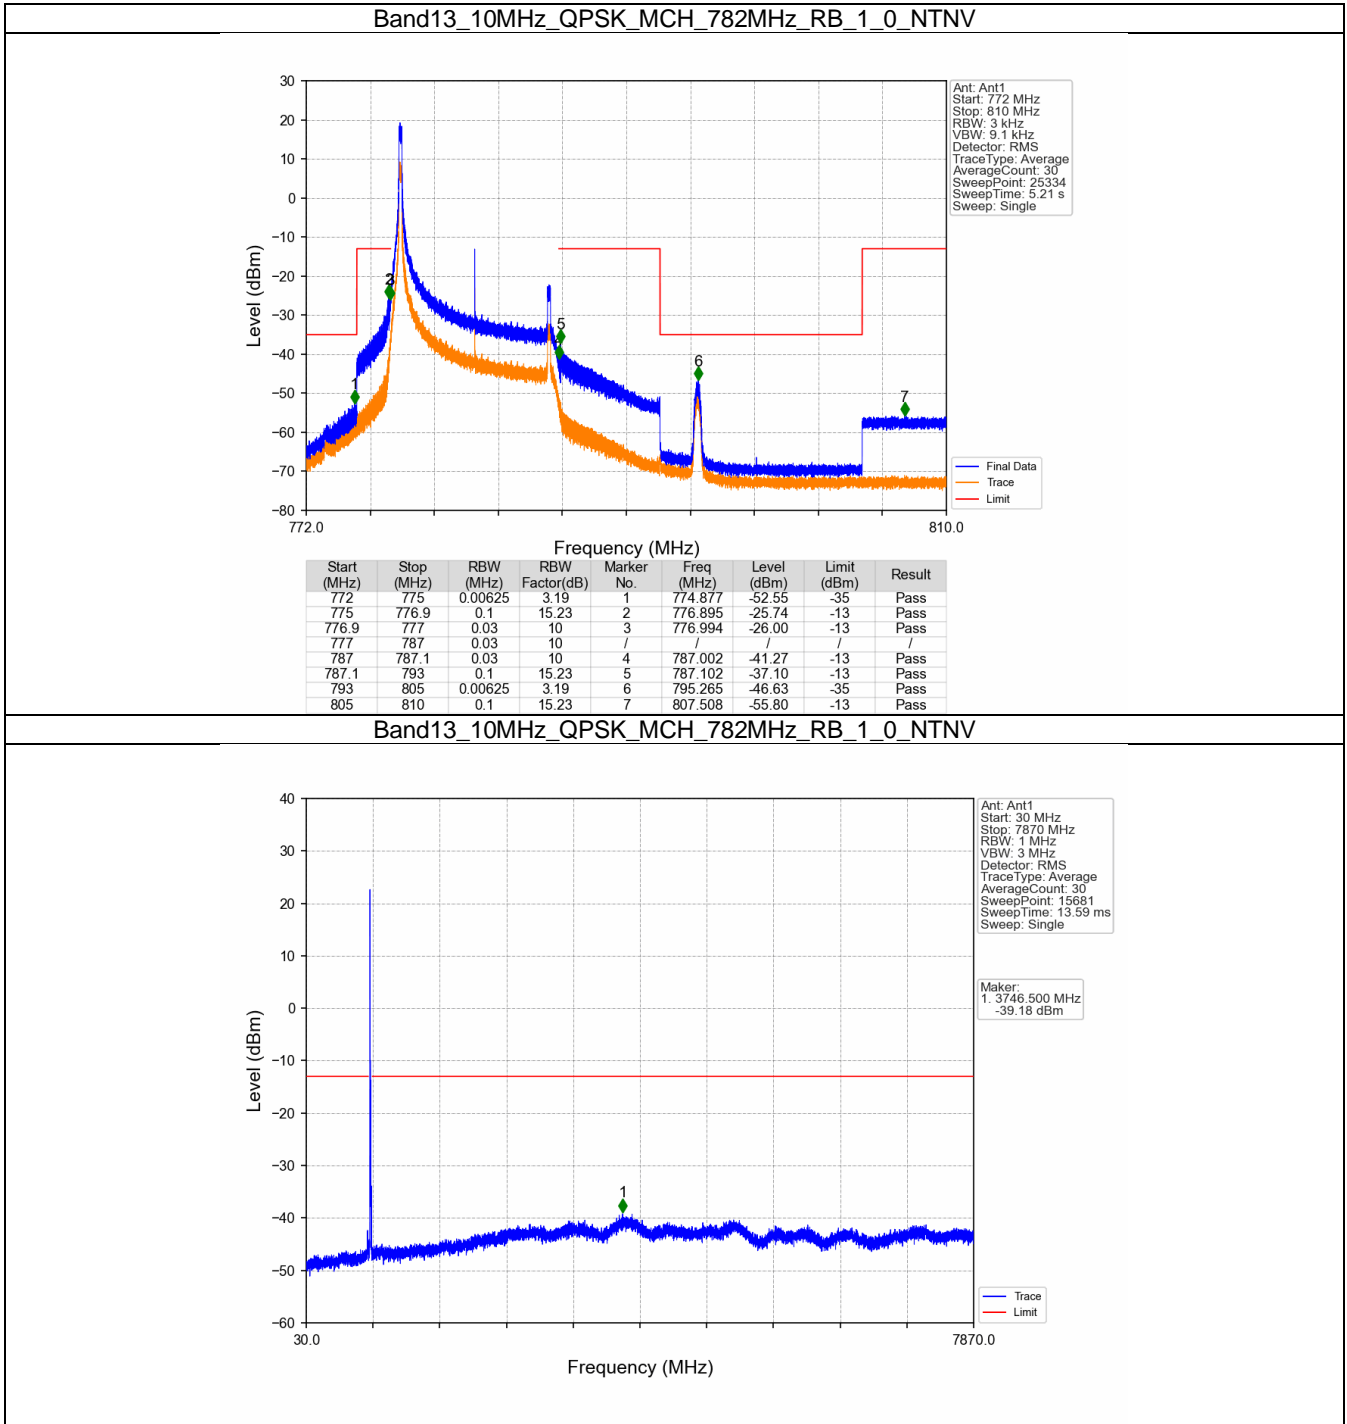 Band13_10MHz_QPSK_MCH_782MHz_RB_1_0_NTNV
Ant: Ant1
Start: 772 MHz
Stop: 810 MHz
RBW: 3 kHz
VBW: 9.1 kHz
Detector: RMS
TraceType: Average
AverageCount: 30
SweepPoint: 25334
SweepTime: 5.21 s
Sweep: Single
30
20
10
0
−10
−20
−30
−40
−50
−60
−70
−80
Level (dBm)
1
2
3
5
6
7
Final Data
Trace
Limit
772.0 810.0
Frequency (MHz)
Start (MHz) Stop (MHz) RBW (MHz) RBW Factor(dB) Marker No. Freq (MHz) Level (dBm) Limit (dBm) Result
772 775 0.00625 3.19 1 774.877 -52.55 -35 Pass
775 776.9 0.1 15.23 2 776.895 -25.74 -13 Pass
776.9 777 0.03 10 3 776.994 -26.00 -13 Pass
777 787 0.03 10 / / / / /
787 787.1 0.03 10 4 787.002 -41.27 -13 Pass
787.1 793 0.1 15.23 5 787.102 -37.10 -13 Pass
793 805 0.00625 3.19 6 795.265 -46.63 -35 Pass
805 810 0.1 15.23 7 807.508 -55.80 -13 Pass
Band13_10MHz_QPSK_MCH_782MHz_RB_1_0_NTNV
Ant: Ant1
Start: 30 MHz
Stop: 7870 MHz
RBW: 1 MHz
VBW: 3 MHz
Detector: RMS
TraceType: Average
AverageCount: 30
SweepPoint: 15681
SweepTime: 13.59 ms
Sweep: Single
Maker:
1. 3746.500 MHz
-39.18 dBm
40
30
20
10
0
−10
−20
−30
−40
−50
−60
Level (dBm)
1
Trace
Limit
30.0 7870.0
Frequency (MHz)